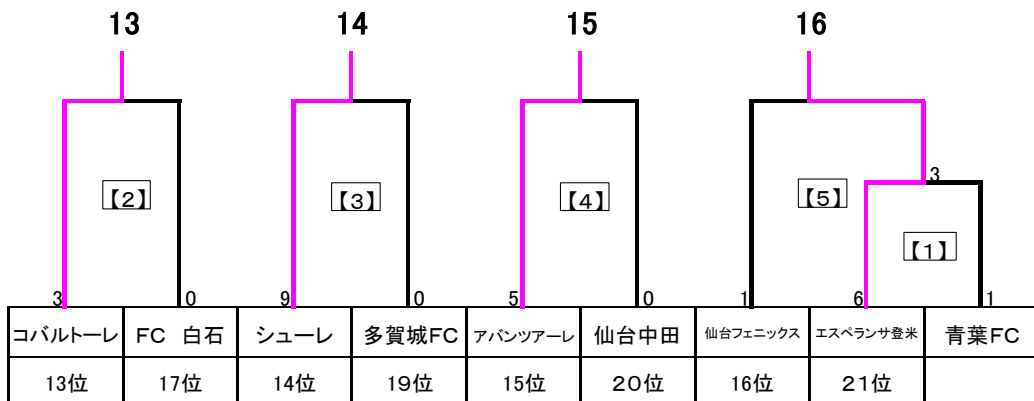 13 14 15 16
3
【2】 【3】 【4】 【5】
【1】
3 0 9 0 5 0 1 6 1
コバルトーレ FC 白石 シューレ 多賀城FC アバンツアーレ 仙台中田 仙台フェニックス エスペランサ登米 青葉FC
13位 17位 14位 19位 15位 20位 16位 21位